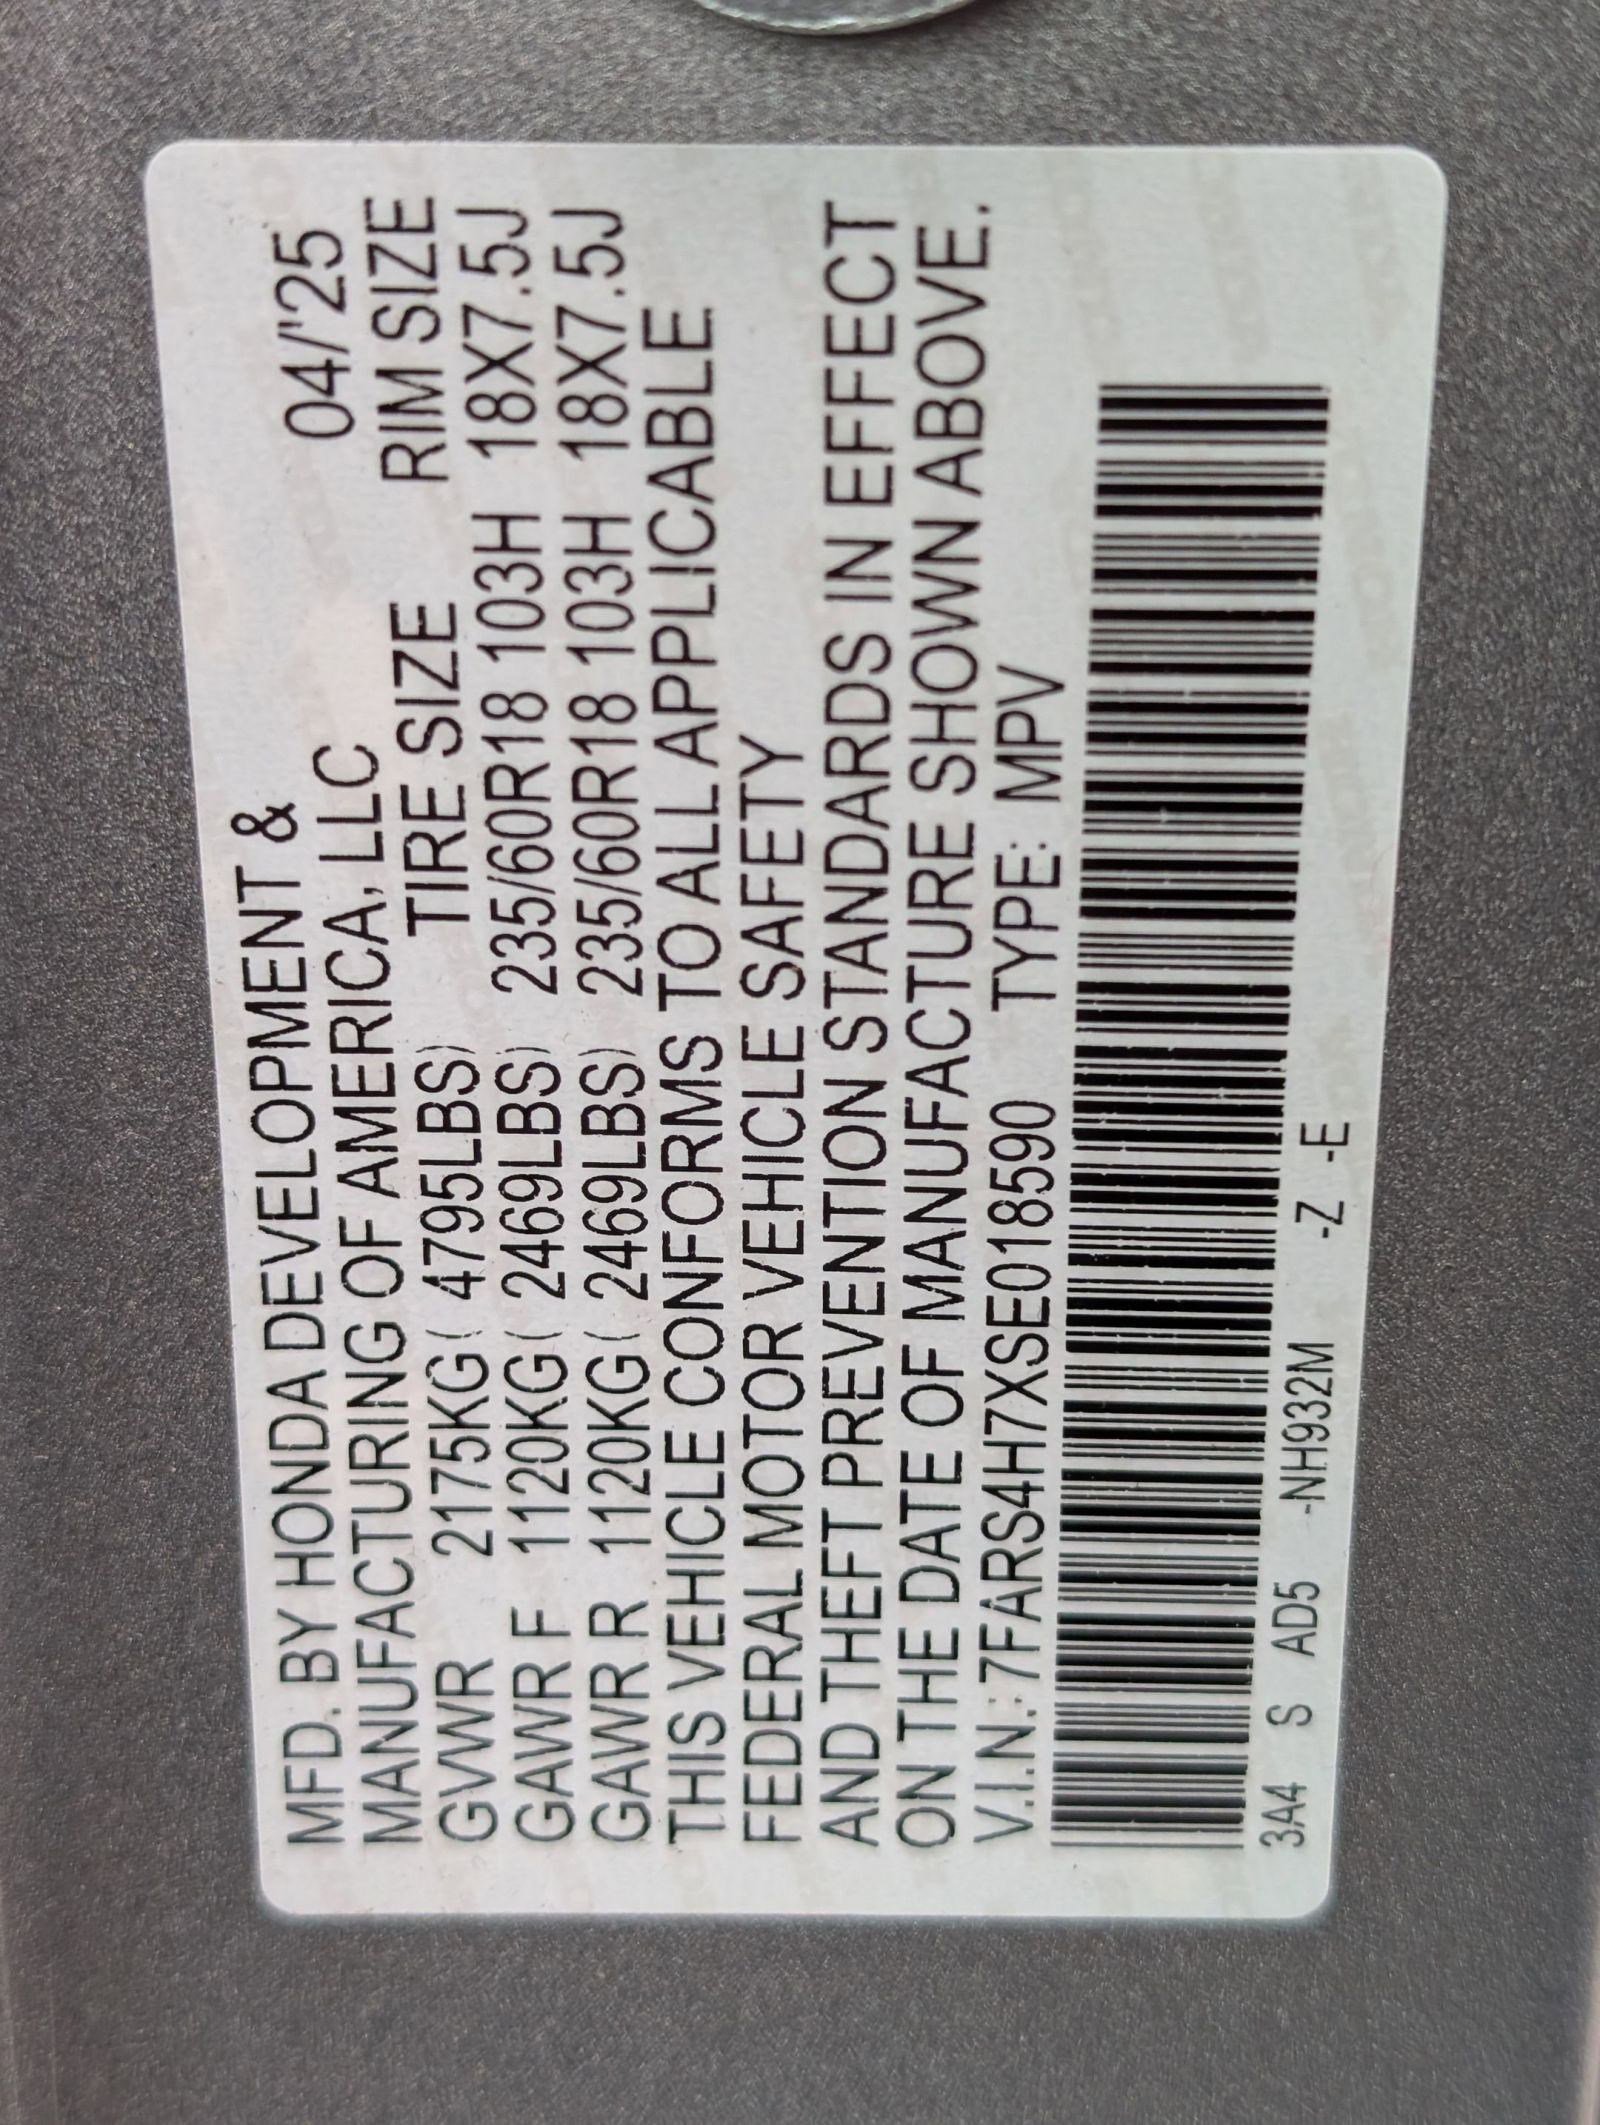 MFD. BY HONDA DEVELOPMENT &
MANUFACTURING OF AMERICA, LLC 04/'25
TIRE SIZE RIM SIZE
GVWR 2175KG( 4795LBS)
GAWR F 1120KG( 2469LBS) 235/60R18 103H 18X7.5J
GAWR R 1120KG( 2469LBS) 235/60R18 103H 18X7.5J
THIS VEHICLE CONFORMS TO ALL APPLICABLE
FEDERAL MOTOR VEHICLE SAFETY
AND THEFT PREVENTION STANDARDS IN EFFECT
ON THE DATE OF MANUFACTURE SHOWN ABOVE.
V.I.N.:7FARS4H7XSE018590 TYPE: MPV
3A4 S AD5 -NH932M -Z -E